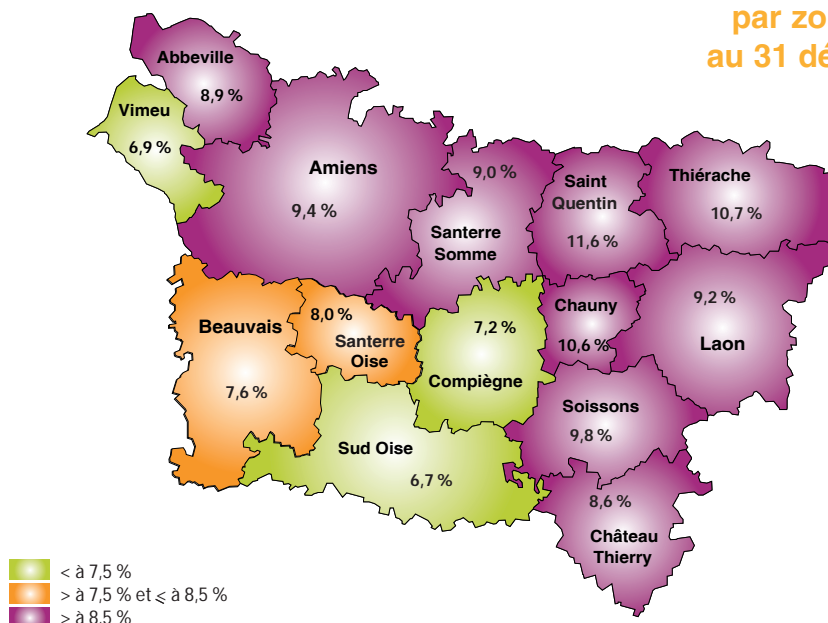 par zo
au 31 dé
Abbeville
8,9 %
Vimeu
6,9 %
Amiens
9,4 %
9,0 %
Santerre
Somme
Saint
Quentin
11,6 %
Thiérache
10,7 %
Beauvais
7,6 %
8,0 %
Santerre
Oise
7,2 %
Compiègne
Chauny
10,6 %
9,2 %
Laon
Soissons
9,8 %
Sud Oise
6,7 %
8,6 %
Château
Thierry
< à 7,5 %
> à 7,5 % et ⩽ à 8,5 %
> à 8,5 %